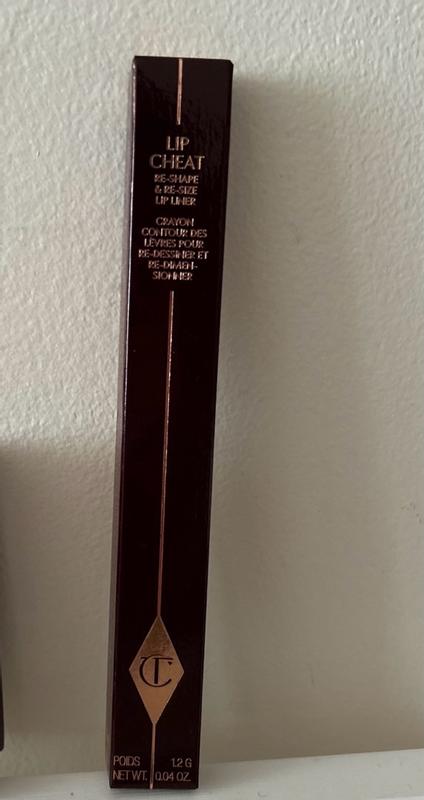 LIP
CHEAT
RE-SHAPE
& RE-SIZE
LIP LINER
CRAYON
CONTOUR DES
LÈVRES POUR
RE-DESSINER ET
RE-DIMEN-
SIONNER
CT
POIDS 1.2 G
NET WT. 0.04 OZ.